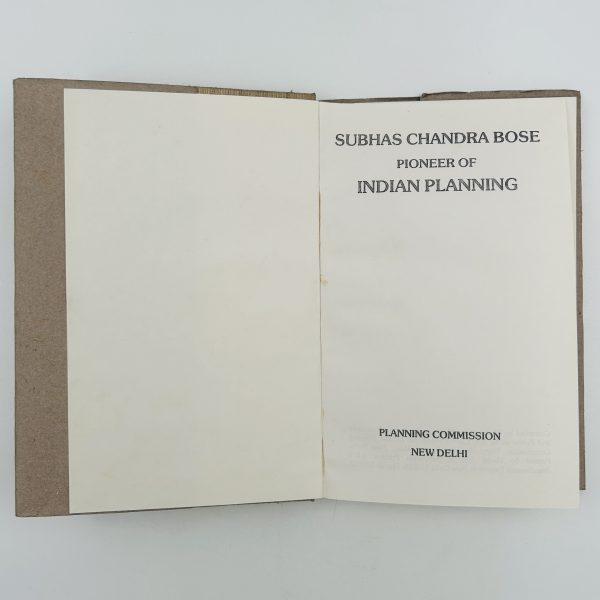 SUBHAS CHANDRA BOSE
PIONEER OF
INDIAN PLANNING
PLANNING COMMISSION
NEW DELHI